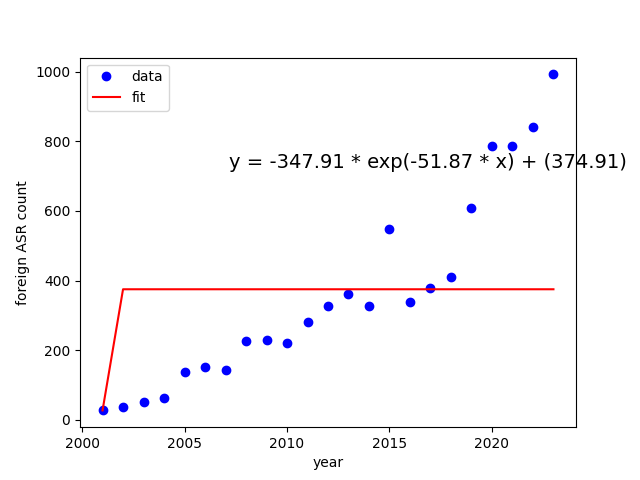 data
fit
y = -347.91 * exp(-51.87 * x) + (374.91)
foreign ASR count
1000
800
600
400
200
0
2000
2005
2010
2015
2020
year